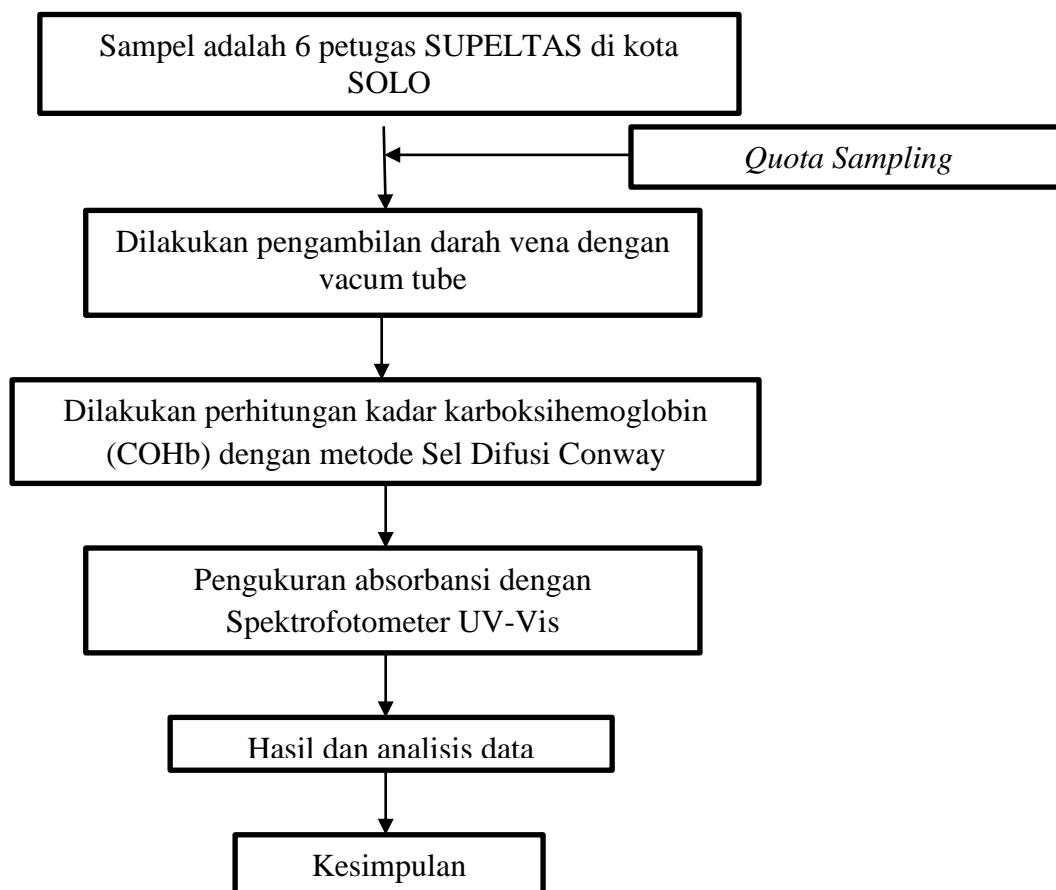 Sampel adalah 6 petugas SUPELTAS di kota
SOLO
Quota Sampling
Dilakukan pengambilan darah vena dengan
vacum tube
Dilakukan perhitungan kadar karboksihemoglobin
(COHb) dengan metode Sel Difusi Conway
Pengukuran absorbansi dengan
Spektrofotometer UV-Vis
Hasil dan analisis data
Kesimpulan